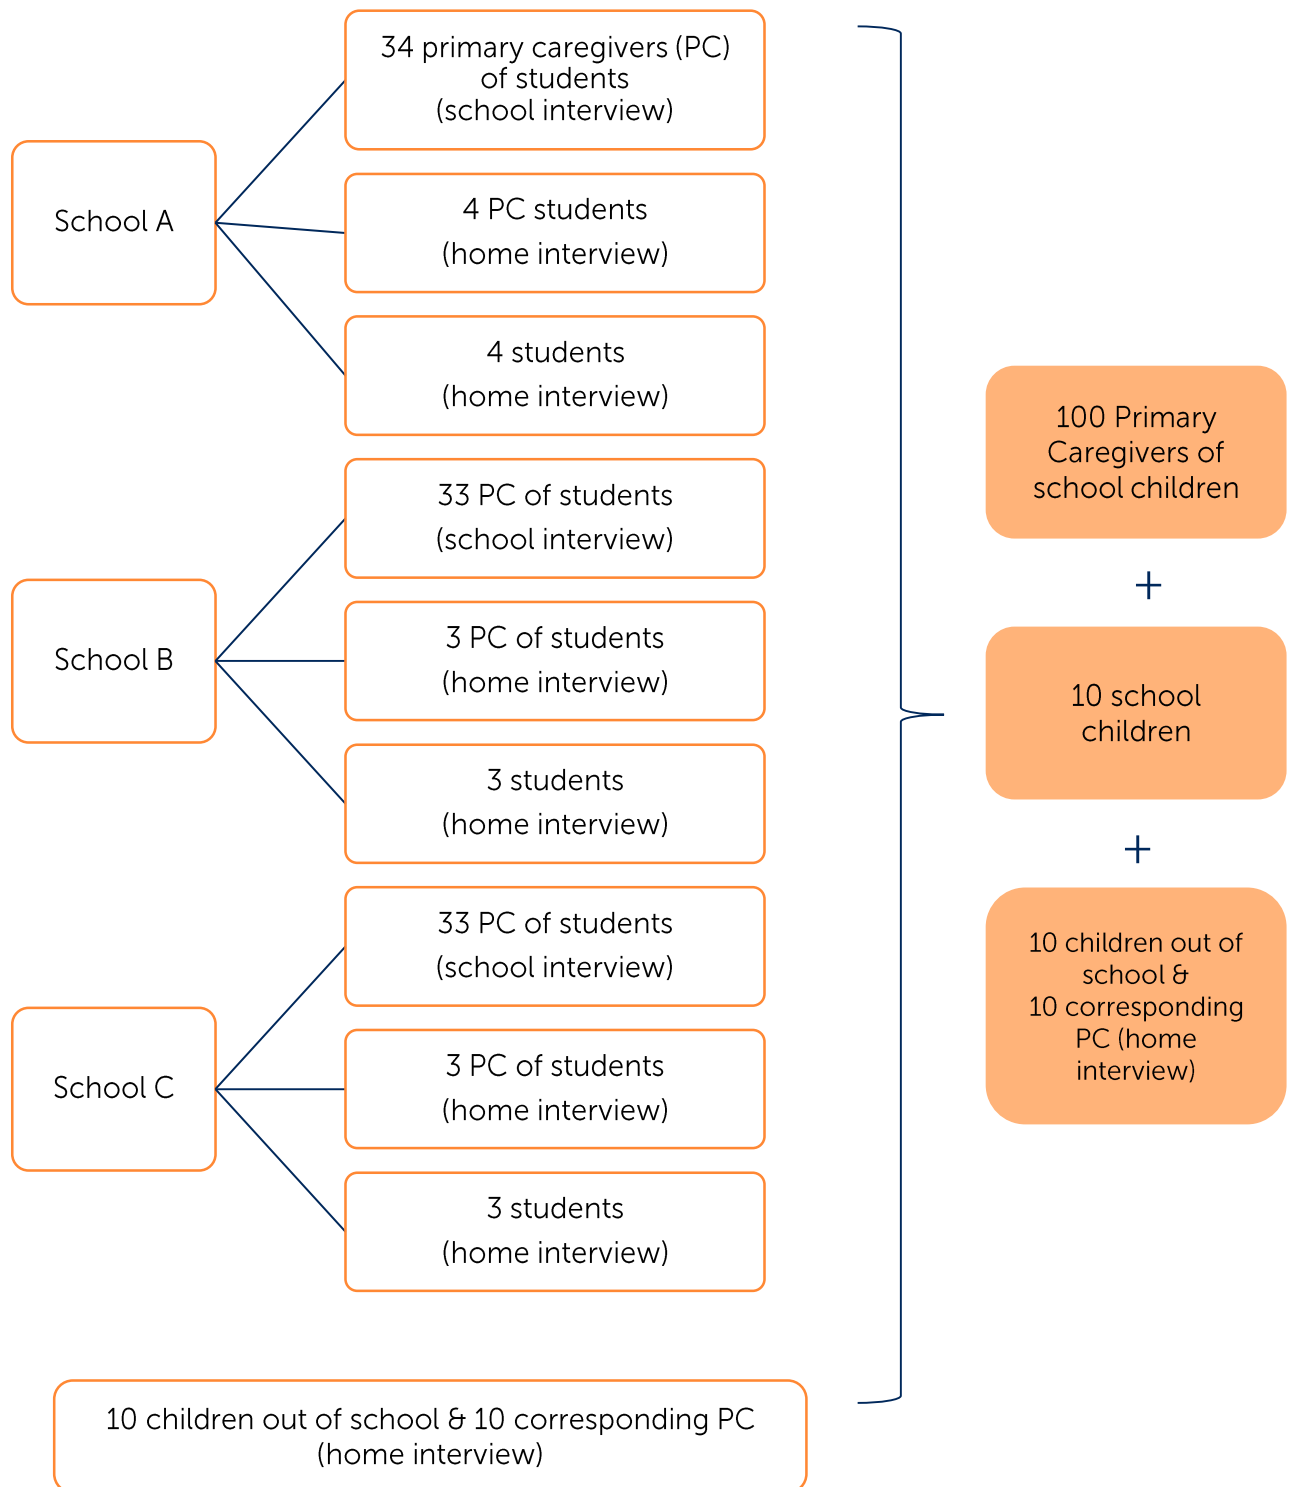 School A
34 primary caregivers (PC)
of students
(school interview)
4 PC students
(home interview)
4 students
(home interview)
School B
33 PC of students
(school interview)
3 PC of students
(home interview)
3 students
(home interview)
School C
33 PC of students
(school interview)
3 PC of students
(home interview)
3 students
(home interview)
10 children out of school & 10 corresponding PC
(home interview)
100 Primary
Caregivers of
school children
+
10 school
children
+
10 children out of
school &
10 corresponding
PC (home
interview)